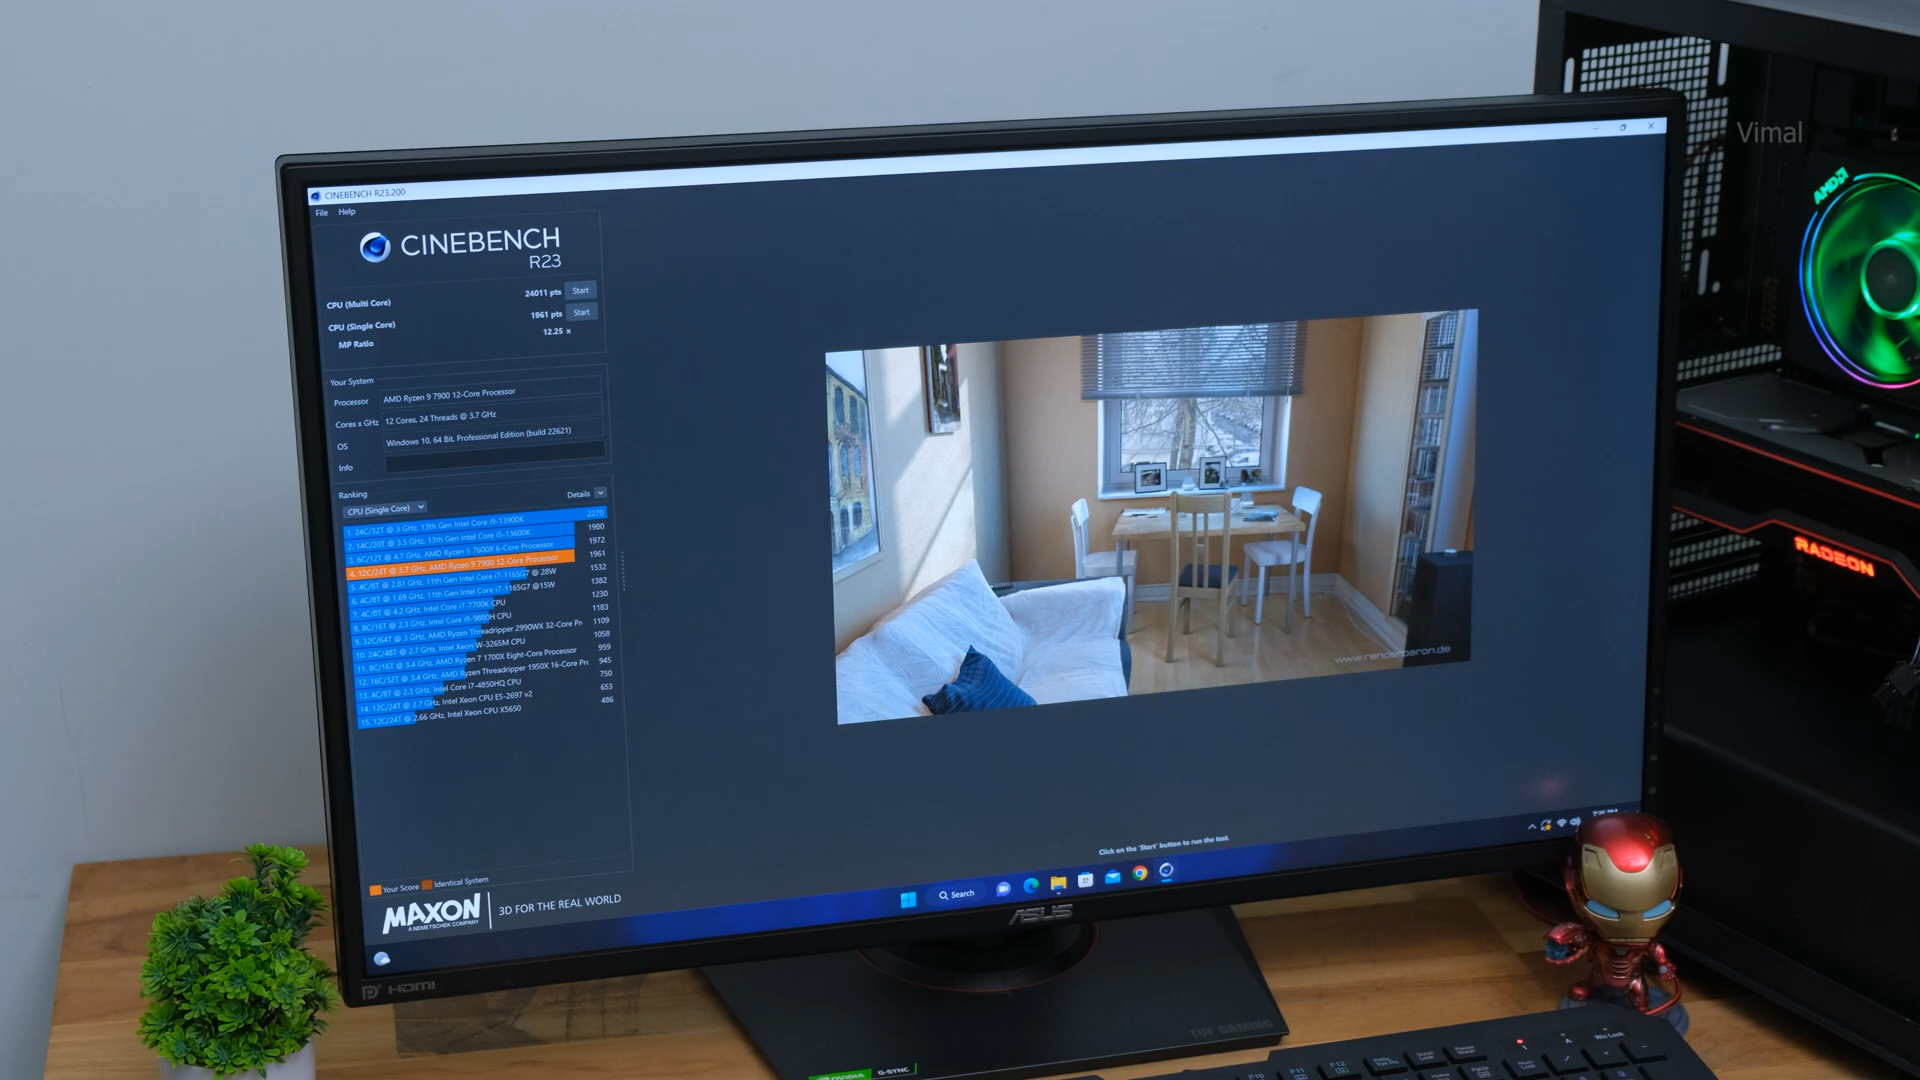 Vimal
CINEBENCH R23.200
File Help
CINEBENCH
R23
CPU (Multi Core) 24011 pts Start
CPU (Single Core) 1961 pts Start
MP Ratio 12.25 x
Your System
Processor AMD Ryzen 9 7900 12-Core Processor
Cores x GHz 12 Cores, 24 Threads @ 3.7 GHz
OS Windows 10, 64 Bit, Professional Edition (build 22621)
Info
Ranking Details
CPU (Single Core)
1. 24C/32T @ 3 GHz, 13th Gen Intel Core i9-13900K 2270
2. 14C/20T @ 3.5 GHz, 13th Gen Intel Core i5-13600K 1980
3. 6C/12T @ 4.7 GHz, AMD Ryzen 5 7600X 6-Core Processor 1972
4. 12C/24T @ 3.7 GHz, AMD Ryzen 9 7900 12-Core Processor 1961
5. 4C/8T @ 2.81 GHz, 11th Gen Intel Core i7-1165G7 @ 28W 1532
6. 4C/8T @ 1.69 GHz, 11th Gen Intel Core i7-1165G7 @15W 1382
7. 4C/8T @ 4.2 GHz, Intel Core i7-7700K CPU 1230
8. 8C/16T @ 2.3 GHz, Intel Core i9-9880H CPU 1183
9. 32C/64T @ 3 GHz, AMD Ryzen Threadripper 2990WX 32-Core Pr 1109
10. 24C/48T @ 2.7 GHz, Intel Xeon W-3265M CPU 1058
11. 8C/16T @ 3.4 GHz, AMD Ryzen 7 1700X Eight-Core Processor 959
12. 16C/32T @ 3.4 GHz, AMD Ryzen Threadripper 1950X 16-Core Pr 945
13. 4C/8T @ 2.3 GHz, Intel Core i7-4850HQ CPU 750
14. 12C/24T @ 2.7 GHz, Intel Xeon CPU E5-2697 v2 653
15. 12C/24T @ 2.66 GHz, Intel Xeon CPU X5650 486
www.renderbaron.de
Click on the 'Start' button to run the test.
Your Score Identical System
MAXON 3D FOR THE REAL WORLD
A NEMETSCHEK COMPANY
Search
ASUS
HDMI
TUF GAMING
NVIDIA G-SYNC
AMD
RADEON
Win Lock
Num Lock
F10 F11 F12